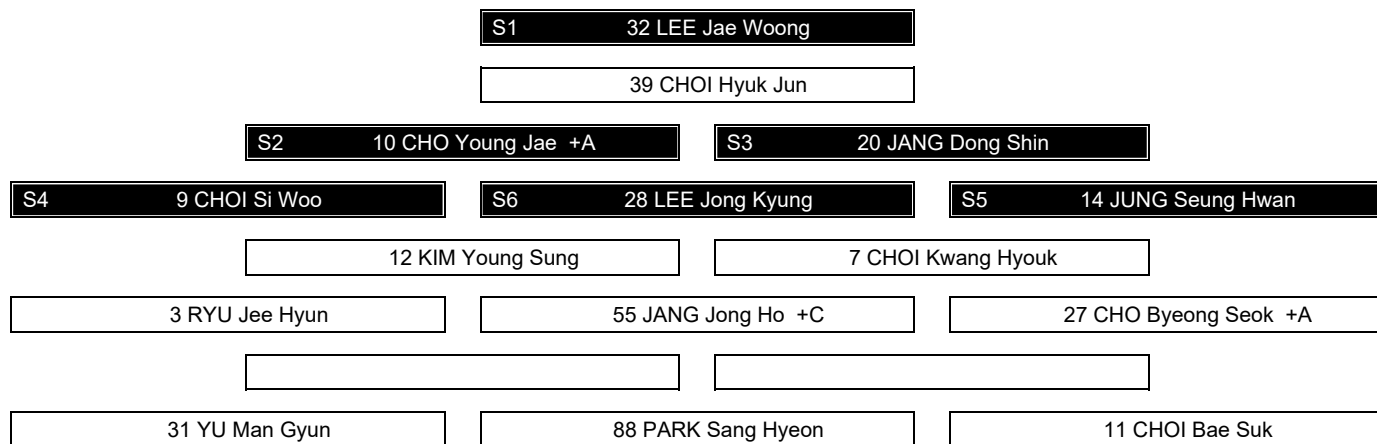 S1 32 LEE Jae Woong
39 CHOI Hyuk Jun
S2 10 CHO Young Jae +A S3 20 JANG Dong Shin
S4 9 CHOI Si Woo S6 28 LEE Jong Kyung S5 14 JUNG Seung Hwan
12 KIM Young Sung 7 CHOI Kwang Hyouk
3 RYU Jee Hyun 55 JANG Jong Ho +C 27 CHO Byeong Seok +A
31 YU Man Gyun 88 PARK Sang Hyeon 11 CHOI Bae Suk